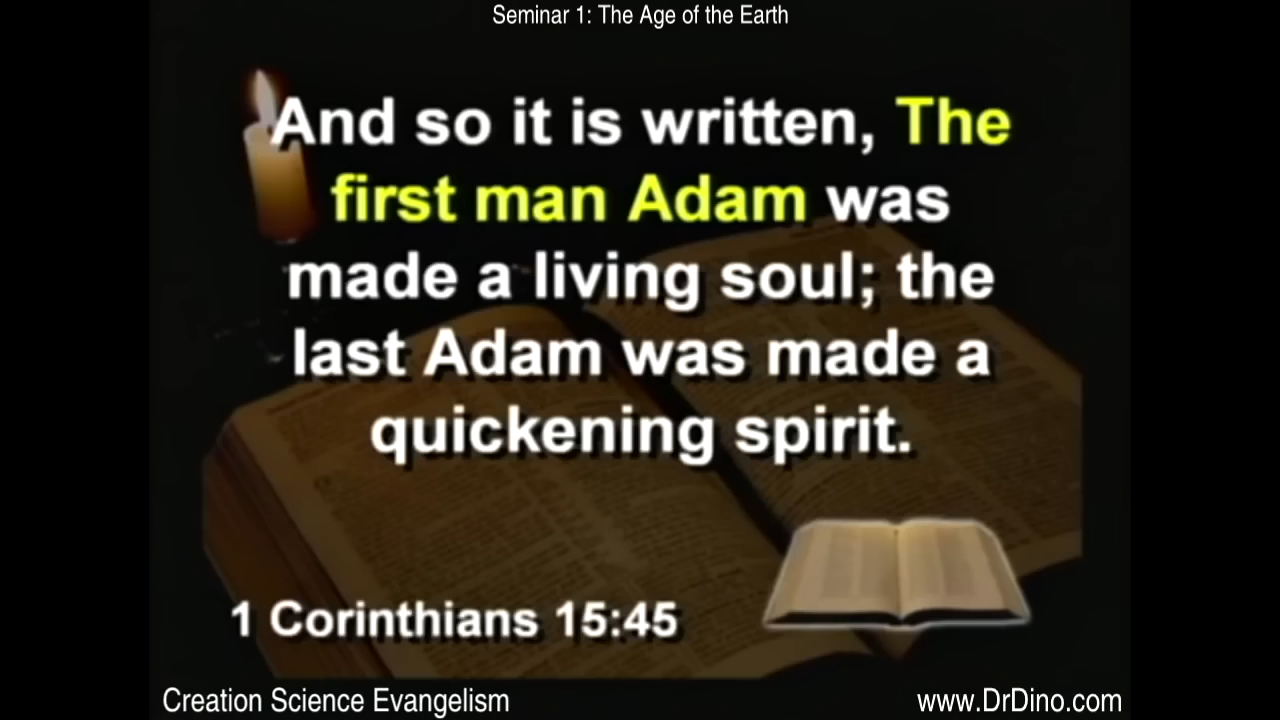 Seminar 1: The Age of the Earth
And so it is written, The
first man Adam was
made a living soul; the
last Adam was made a
quickening spirit.
1 Corinthians 15:45
Creation Science Evangelism
www.DrDino.com